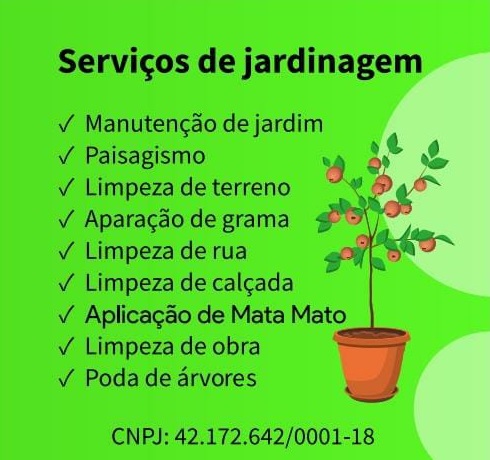 Serviços de jardinagem
✓ Manutenção de jardim
✓ Paisagismo
✓ Limpeza de terreno
✓ Aparação de grama
✓ Limpeza de rua
✓ Limpeza de calçada
✓ Aplicação de Mata Mato
✓ Limpeza de obra
✓ Poda de árvores
CNPJ: 42.172.642/0001-18